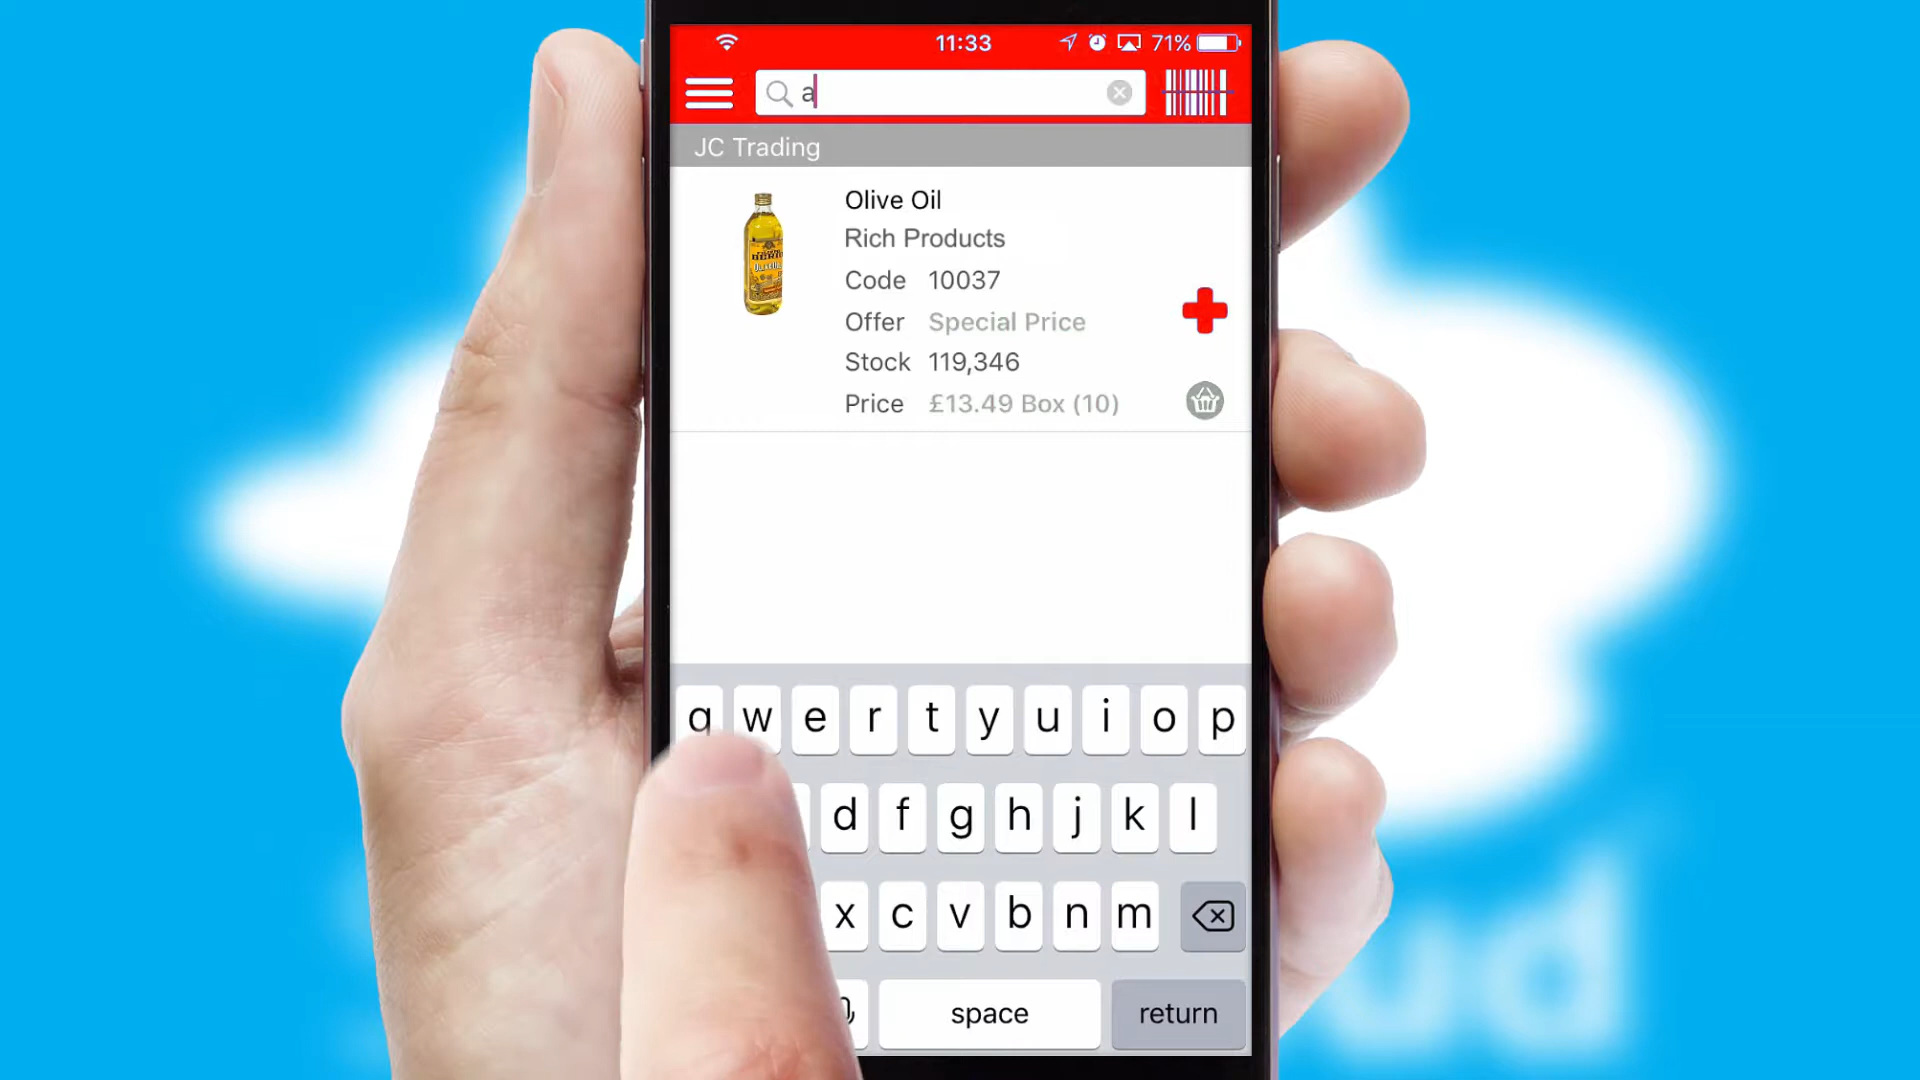 11:33
71%
a
JC Trading
Olive Oil
Rich Products
Code 10037
Offer Special Price
Stock 119,346
Price £13.49 Box (10)
q w e r t y u i o p
d f g h j k l
x c v b n m
space return
ud